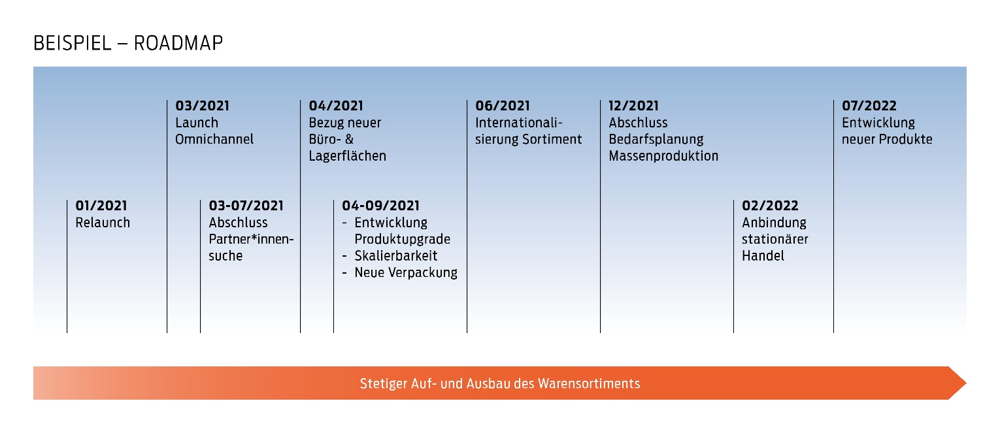 BEISPIEL – ROADMAP
03/2021
Launch
Omnichannel
04/2021
Bezug neuer
Büro- &
Lagerflächen
06/2021
Internationali-
sierung Sortiment
12/2021
Abschluss
Bedarfsplanung
Massenproduktion
07/2022
Entwicklung
neuer Produkte
01/2021
Relaunch
03-07/2021
Abschluss
Partner*innen-
suche
04-09/2021
- Entwicklung
Produktupgrade
- Skalierbarkeit
- Neue Verpackung
02/2022
Anbindung
stationärer
Handel
Stetiger Auf- und Ausbau des Warensortiments